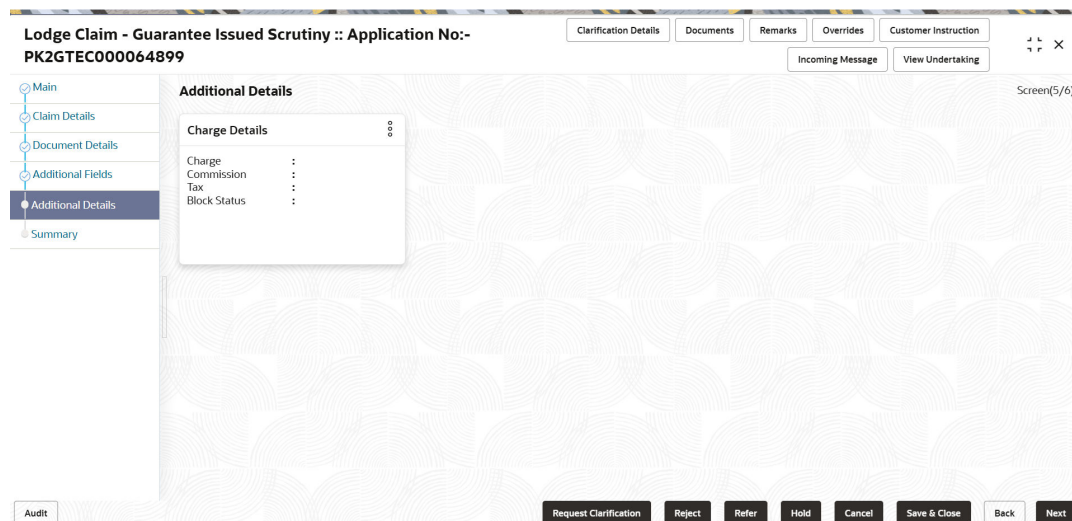 Lodge Claim - Guarantee Issued Scrutiny :: Application No:-
PK2GTEC000064899
Clarification Details
Documents
Remarks
Overrides
Customer Instruction
Incoming Message
View Undertaking
Main
Claim Details
Document Details
Additional Fields
Additional Details
Summary
Additional Details
Screen(5/6)
Charge Details
Charge :
Commission :
Tax :
Block Status :
Audit
Request Clarification
Reject
Refer
Hold
Cancel
Save & Close
Back
Next